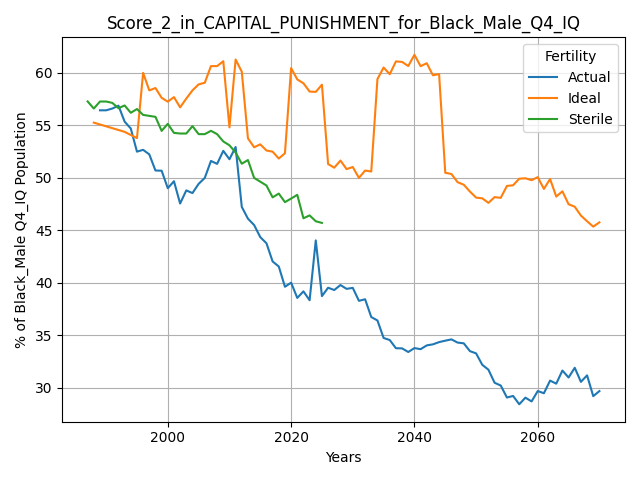 Score_2_in_CAPITAL_PUNISHMENT_for_Black_Male_Q4_IQ
% of Black_Male Q4_IQ Population
60
55
50
45
40
35
30
Fertility
Actual
Ideal
Sterile
2000 2020 2040 2060
Years